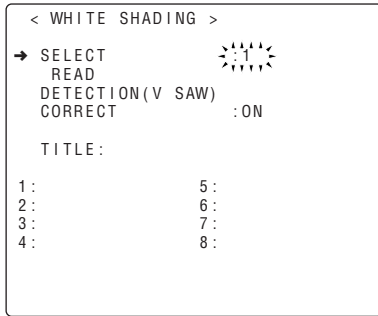 < WHITE SHADING >
➔ SELECT :1
READ
DETECTION(V SAW)
CORRECT :ON
TITLE:
1: 5:
2: 6:
3: 7:
4: 8: